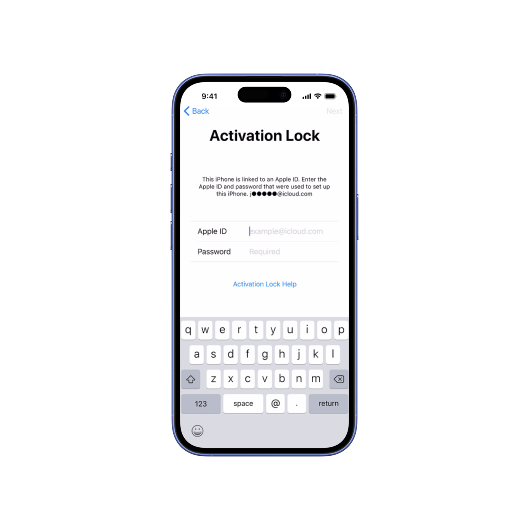 9:41
Back
Next
Activation Lock
This iPhone is linked to an Apple ID. Enter the
Apple ID and password that were used to set up
this iPhone. j●●●●●@icloud.com
Apple ID example@icloud.com
Password Required
Activation Lock Help
q w e r t y u i o p
a s d f g h j k l
z x c v b n m
123 space @ . return